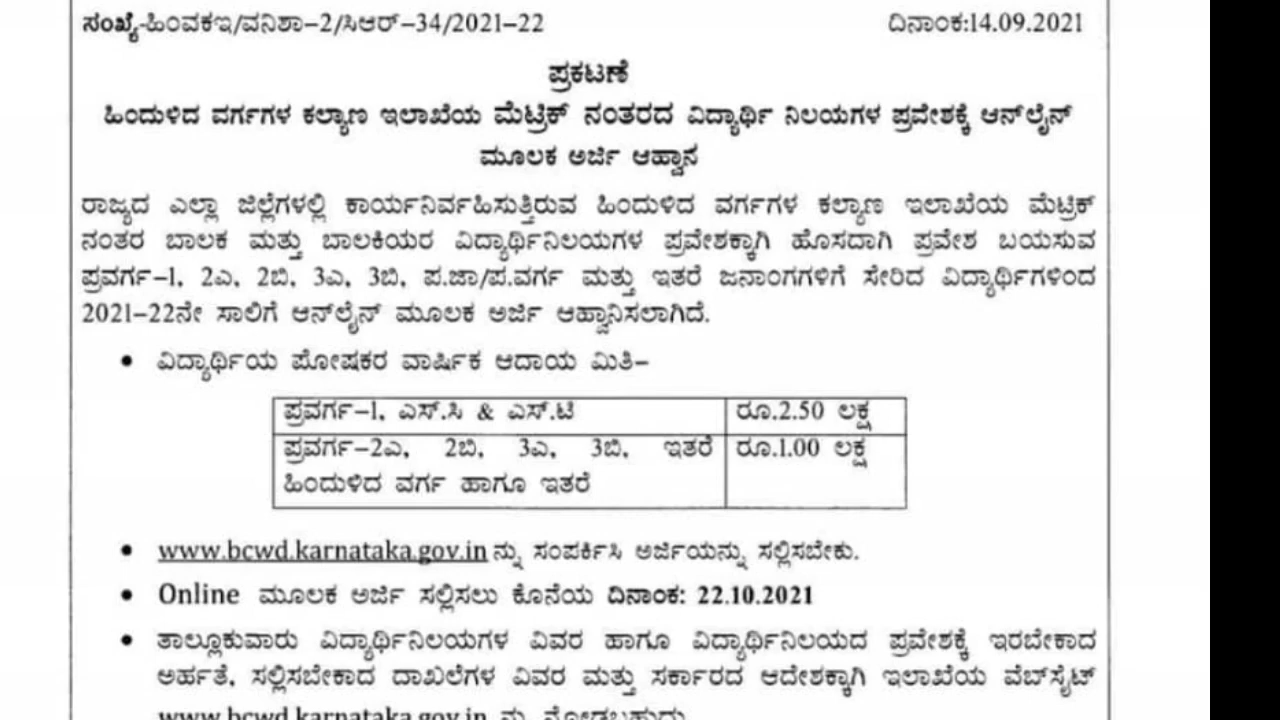 ಸಂಖ್ಯೆ-ಹಿಂವಕಇ/ವನಿಶಾ-2/ಸಿಆರ್-34/2021-22 ದಿನಾಂಕ:14.09.2021
ಪ್ರಕಟಣೆ
ಹಿಂದುಳಿದ ವರ್ಗಗಳ ಕಲ್ಯಾಣ ಇಲಾಖೆಯ ಮೆಟ್ರಿಕ್ ನಂತರದ ವಿದ್ಯಾರ್ಥಿ ನಿಲಯಗಳ ಪ್ರವೇಶಕ್ಕೆ ಆನ್‌ಲೈನ್
ಮೂಲಕ ಅರ್ಜಿ ಆಹ್ವಾನ
ರಾಜ್ಯದ ಎಲ್ಲಾ ಜಿಲ್ಲೆಗಳಲ್ಲಿ ಕಾರ್ಯನಿರ್ವಹಿಸುತ್ತಿರುವ ಹಿಂದುಳಿದ ವರ್ಗಗಳ ಕಲ್ಯಾಣ ಇಲಾಖೆಯ ಮೆಟ್ರಿಕ್
ನಂತರ ಬಾಲಕ ಮತ್ತು ಬಾಲಕಿಯರ ವಿದ್ಯಾರ್ಥಿನಿಲಯಗಳ ಪ್ರವೇಶಕ್ಕಾಗಿ ಹೊಸದಾಗಿ ಪ್ರವೇಶ ಬಯಸುವ
ಪ್ರವರ್ಗ-1, 2ಎ, 2ಬಿ, 3ಎ, 3ಬಿ, ಪ.ಜಾ/ಪ.ವರ್ಗ ಮತ್ತು ಇತರೆ ಜನಾಂಗಗಳಿಗೆ ಸೇರಿದ ವಿದ್ಯಾರ್ಥಿಗಳಿಂದ
2021-22ನೇ ಸಾಲಿಗೆ ಆನ್‌ಲೈನ್ ಮೂಲಕ ಅರ್ಜಿ ಆಹ್ವಾನಿಸಲಾಗಿದೆ.
• ವಿದ್ಯಾರ್ಥಿಯ ಪೋಷಕರ ವಾರ್ಷಿಕ ಆದಾಯ ಮಿತಿ-
ಪ್ರವರ್ಗ-1, ಎಸ್.ಸಿ & ಎಸ್.ಟಿ ರೂ.2.50 ಲಕ್ಷ
ಪ್ರವರ್ಗ-2ಎ, 2ಬಿ, 3ಎ, 3ಬಿ, ಇತರೆ ರೂ.1.00 ಲಕ್ಷ
ಹಿಂದುಳಿದ ವರ್ಗ ಹಾಗೂ ಇತರೆ
• www.bcwd.karnataka.gov.in ನ್ನು ಸಂಪರ್ಕಿಸಿ ಅರ್ಜಿಯನ್ನು ಸಲ್ಲಿಸಬೇಕು.
• Online ಮೂಲಕ ಅರ್ಜಿ ಸಲ್ಲಿಸಲು ಕೊನೆಯ ದಿನಾಂಕ: 22.10.2021
• ತಾಲ್ಲೂಕುವಾರು ವಿದ್ಯಾರ್ಥಿನಿಲಯಗಳ ವಿವರ ಹಾಗೂ ವಿದ್ಯಾರ್ಥಿನಿಲಯದ ಪ್ರವೇಶಕ್ಕೆ ಇರಬೇಕಾದ
ಅರ್ಹತೆ, ಸಲ್ಲಿಸಬೇಕಾದ ದಾಖಲೆಗಳ ವಿವರ ಮತ್ತು ಸರ್ಕಾರದ ಆದೇಶಕ್ಕಾಗಿ ಇಲಾಖೆಯ ವೆಬ್‌ಸೈಟ್
www.bcwd.karnataka.gov.in ನ್ನು ನೋಡಬಹುದು